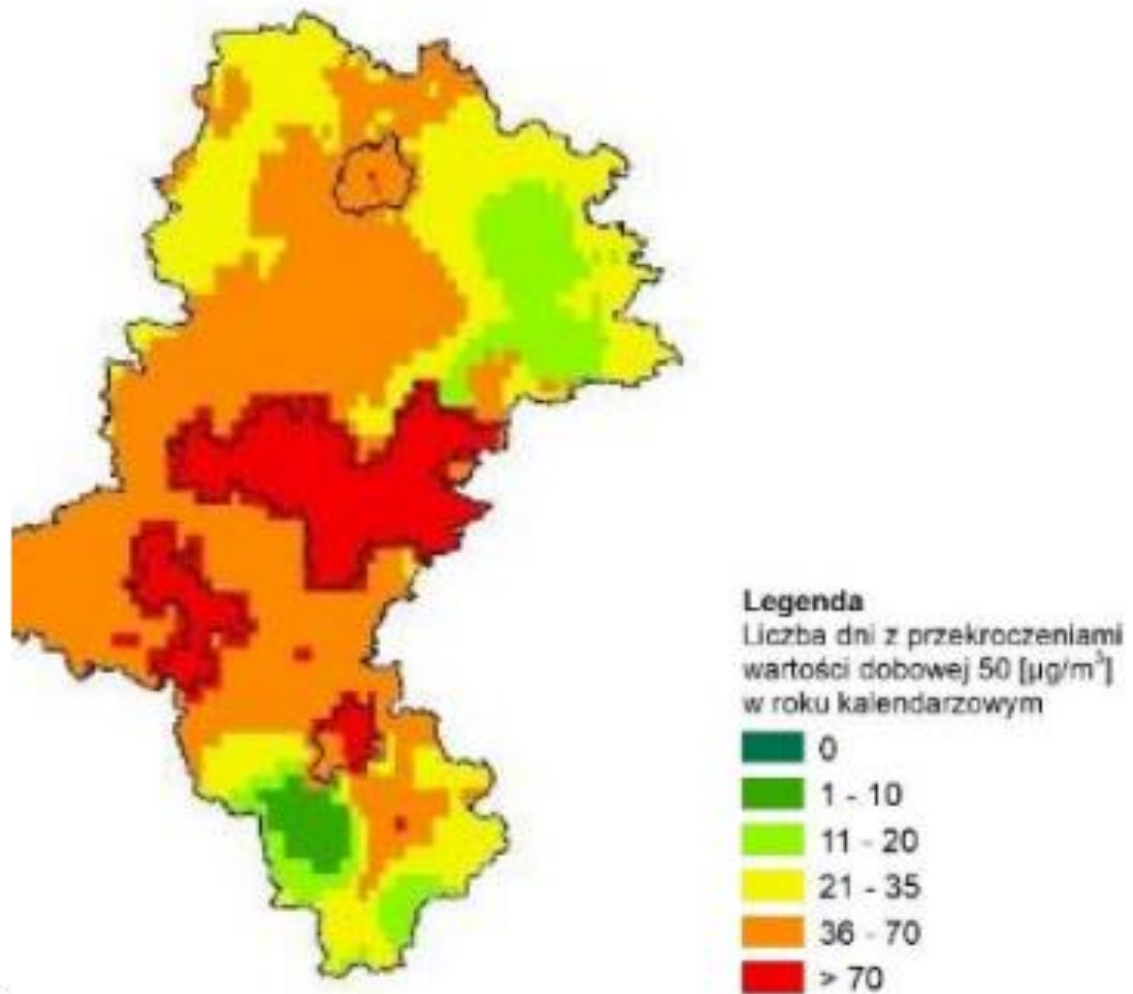 Legenda
Liczba dni z przekroczeniami
wartości dobowej 50 [µg/m³]
w roku kalendarzowym
0
1 - 10
11 - 20
21 - 35
36 - 70
> 70